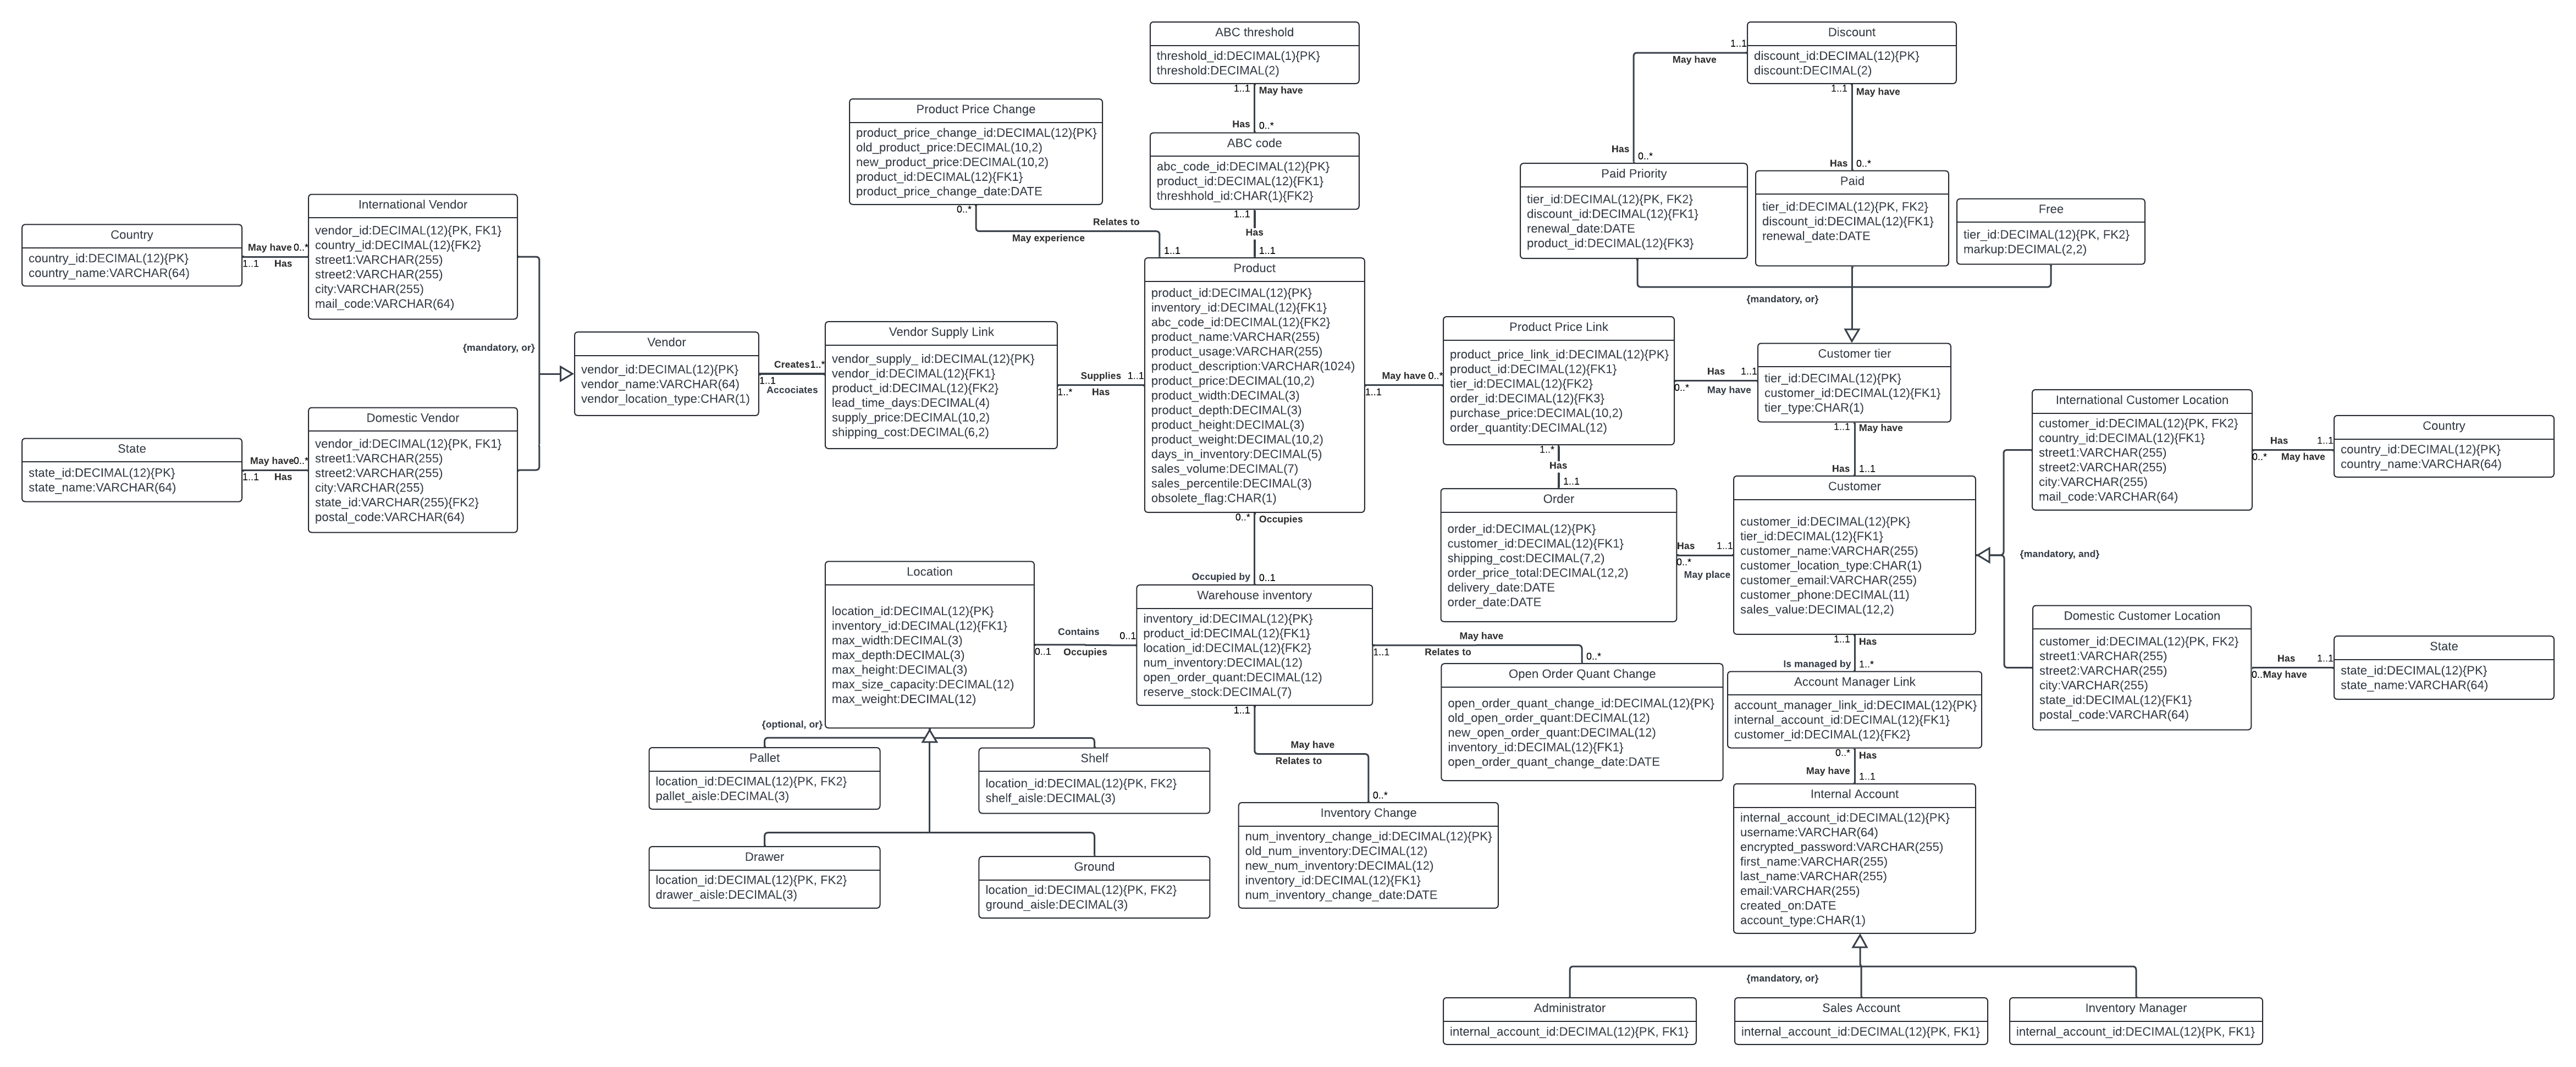 ABC threshold
threshold_id:DECIMAL(1){PK}
threshold:DECIMAL(2)
1..1
May have
Has
0..*
ABC code
abc_code_id:DECIMAL(12){PK}
product_id:DECIMAL(12){FK1}
threshhold_id:CHAR(1){FK2}
1..1
Has
1..1
Product Price Change
product_price_change_id:DECIMAL(12){PK}
old_product_price:DECIMAL(10,2)
new_product_price:DECIMAL(10,2)
product_id:DECIMAL(12){FK1}
product_price_change_date:DATE
0..*
Relates to
May experience
1..1
Discount
discount_id:DECIMAL(12){PK}
discount:DECIMAL(2)
1..1
May have
1..1
May have
Has
0..*
Has
0..*
Paid Priority
tier_id:DECIMAL(12){PK, FK2}
discount_id:DECIMAL(12){FK1}
renewal_date:DATE
product_id:DECIMAL(12){FK3}
Paid
tier_id:DECIMAL(12){PK, FK2}
discount_id:DECIMAL(12){FK1}
renewal_date:DATE
Free
tier_id:DECIMAL(12){PK, FK2}
markup:DECIMAL(2,2)
{mandatory, or}
Country
country_id:DECIMAL(12){PK}
country_name:VARCHAR(64)
May have
0..*
1..1
Has
International Vendor
vendor_id:DECIMAL(12){PK, FK1}
country_id:DECIMAL(12){FK2}
street1:VARCHAR(255)
street2:VARCHAR(255)
city:VARCHAR(255)
mail_code:VARCHAR(64)
{mandatory, or}
State
state_id:DECIMAL(12){PK}
state_name:VARCHAR(64)
May have
0..*
1..1
Has
Domestic Vendor
vendor_id:DECIMAL(12){PK, FK1}
street1:VARCHAR(255)
street2:VARCHAR(255)
city:VARCHAR(255)
state_id:VARCHAR(255){FK2}
postal_code:VARCHAR(64)
Vendor
vendor_id:DECIMAL(12){PK}
vendor_name:VARCHAR(64)
vendor_location_type:CHAR(1)
Creates
1..*
1..1
Accociates
Vendor Supply Link
vendor_supply_ id:DECIMAL(12){PK}
vendor_id:DECIMAL(12){FK1}
product_id:DECIMAL(12){FK2}
lead_time_days:DECIMAL(4)
supply_price:DECIMAL(10,2)
shipping_cost:DECIMAL(6,2)
Supplies
1..1
1..*
Has
Product
product_id:DECIMAL(12){PK}
inventory_id:DECIMAL(12){FK1}
abc_code_id:DECIMAL(12){FK2}
product_name:VARCHAR(255)
product_usage:VARCHAR(255)
product_description:VARCHAR(1024)
product_price:DECIMAL(10,2)
product_width:DECIMAL(3)
product_depth:DECIMAL(3)
product_height:DECIMAL(3)
product_weight:DECIMAL(10,2)
days_in_inventory:DECIMAL(5)
sales_volume:DECIMAL(7)
sales_percentile:DECIMAL(3)
obsolete_flag:CHAR(1)
May have
0..*
1..1
0..*
Occupies
Occupied by
0..1
Product Price Link
product_price_link_id:DECIMAL(12){PK}
product_id:DECIMAL(12){FK1}
tier_id:DECIMAL(12){FK2}
order_id:DECIMAL(12){FK3}
purchase_price:DECIMAL(10,2)
order_quantity:DECIMAL(12)
Has
1..1
0..*
May have
1..*
Has
1..1
Customer tier
tier_id:DECIMAL(12){PK}
customer_id:DECIMAL(12){FK1}
tier_type:CHAR(1)
1..1
May have
Has
1..1
Order
order_id:DECIMAL(12){PK}
customer_id:DECIMAL(12){FK1}
shipping_cost:DECIMAL(7,2)
order_price_total:DECIMAL(12,2)
delivery_date:DATE
order_date:DATE
Has
1..1
0..*
May place
Customer
customer_id:DECIMAL(12){PK}
tier_id:DECIMAL(12){FK1}
customer_name:VARCHAR(255)
customer_location_type:CHAR(1)
customer_email:VARCHAR(255)
customer_phone:DECIMAL(11)
sales_value:DECIMAL(12,2)
1..1
Has
Is managed by
1..*
{mandatory, and}
International Customer Location
customer_id:DECIMAL(12){PK, FK2}
country_id:DECIMAL(12){FK1}
street1:VARCHAR(255)
street2:VARCHAR(255)
city:VARCHAR(255)
mail_code:VARCHAR(64)
Has
1..1
0..*
May have
Country
country_id:DECIMAL(12){PK}
country_name:VARCHAR(64)
Domestic Customer Location
customer_id:DECIMAL(12){PK, FK2}
street1:VARCHAR(255)
street2:VARCHAR(255)
city:VARCHAR(255)
state_id:DECIMAL(12){FK1}
postal_code:VARCHAR(64)
Has
1..1
0..
May have
State
state_id:DECIMAL(12){PK}
state_name:VARCHAR(64)
Location
location_id:DECIMAL(12){PK}
inventory_id:DECIMAL(12){FK1}
max_width:DECIMAL(3)
max_depth:DECIMAL(3)
max_height:DECIMAL(3)
max_size_capacity:DECIMAL(12)
max_weight:DECIMAL(12)
Contains
0..1
0..1
Occupies
{optional, or}
Warehouse inventory
inventory_id:DECIMAL(12){PK}
product_id:DECIMAL(12){FK1}
location_id:DECIMAL(12){FK2}
num_inventory:DECIMAL(12)
open_order_quant:DECIMAL(12)
reserve_stock:DECIMAL(7)
May have
1..1
Relates to
0..*
1..1
May have
Relates to
0..*
Open Order Quant Change
open_order_quant_change_id:DECIMAL(12){PK}
old_open_order_quant:DECIMAL(12)
new_open_order_quant:DECIMAL(12)
inventory_id:DECIMAL(12){FK1}
open_order_quant_change_date:DATE
Account Manager Link
account_manager_link_id:DECIMAL(12){PK}
internal_account_id:DECIMAL(12){FK1}
customer_id:DECIMAL(12){FK2}
0..*
Has
May have
1..1
Pallet
location_id:DECIMAL(12){PK, FK2}
pallet_aisle:DECIMAL(3)
Shelf
location_id:DECIMAL(12){PK, FK2}
shelf_aisle:DECIMAL(3)
Drawer
location_id:DECIMAL(12){PK, FK2}
drawer_aisle:DECIMAL(3)
Ground
location_id:DECIMAL(12){PK, FK2}
ground_aisle:DECIMAL(3)
Inventory Change
num_inventory_change_id:DECIMAL(12){PK}
old_num_inventory:DECIMAL(12)
new_num_inventory:DECIMAL(12)
inventory_id:DECIMAL(12){FK1}
num_inventory_change_date:DATE
Internal Account
internal_account_id:DECIMAL(12){PK}
username:VARCHAR(64)
encrypted_password:VARCHAR(255)
first_name:VARCHAR(255)
last_name:VARCHAR(255)
email:VARCHAR(255)
created_on:DATE
account_type:CHAR(1)
{mandatory, or}
Administrator
internal_account_id:DECIMAL(12){PK, FK1}
Sales Account
internal_account_id:DECIMAL(12){PK, FK1}
Inventory Manager
internal_account_id:DECIMAL(12){PK, FK1}